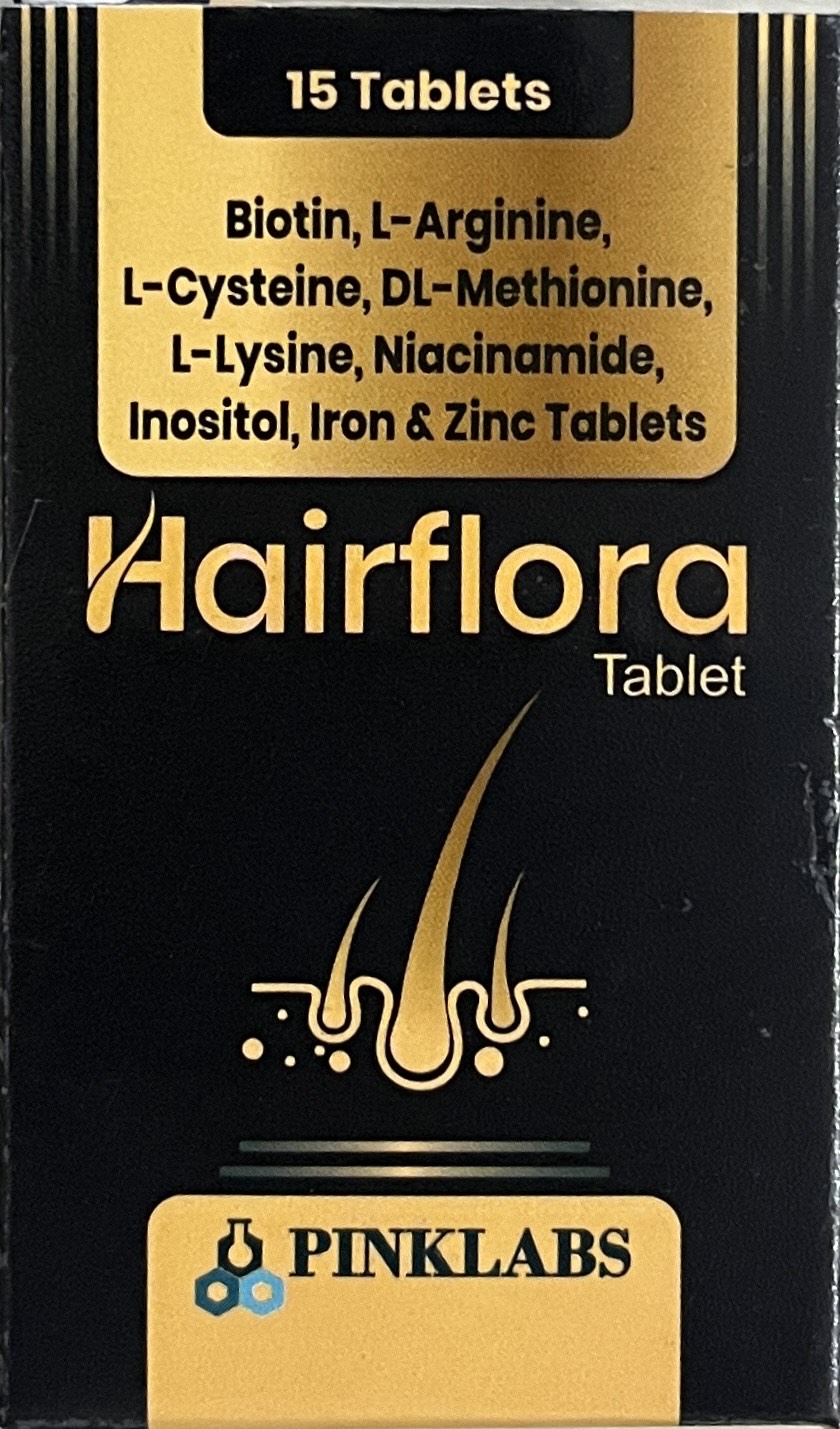 15 Tablets
Biotin, L-Arginine,
L-Cysteine, DL-Methionine,
L-Lysine, Niacinamide,
Inositol, Iron & Zinc Tablets
Hairflora
Tablet
PINKLABS